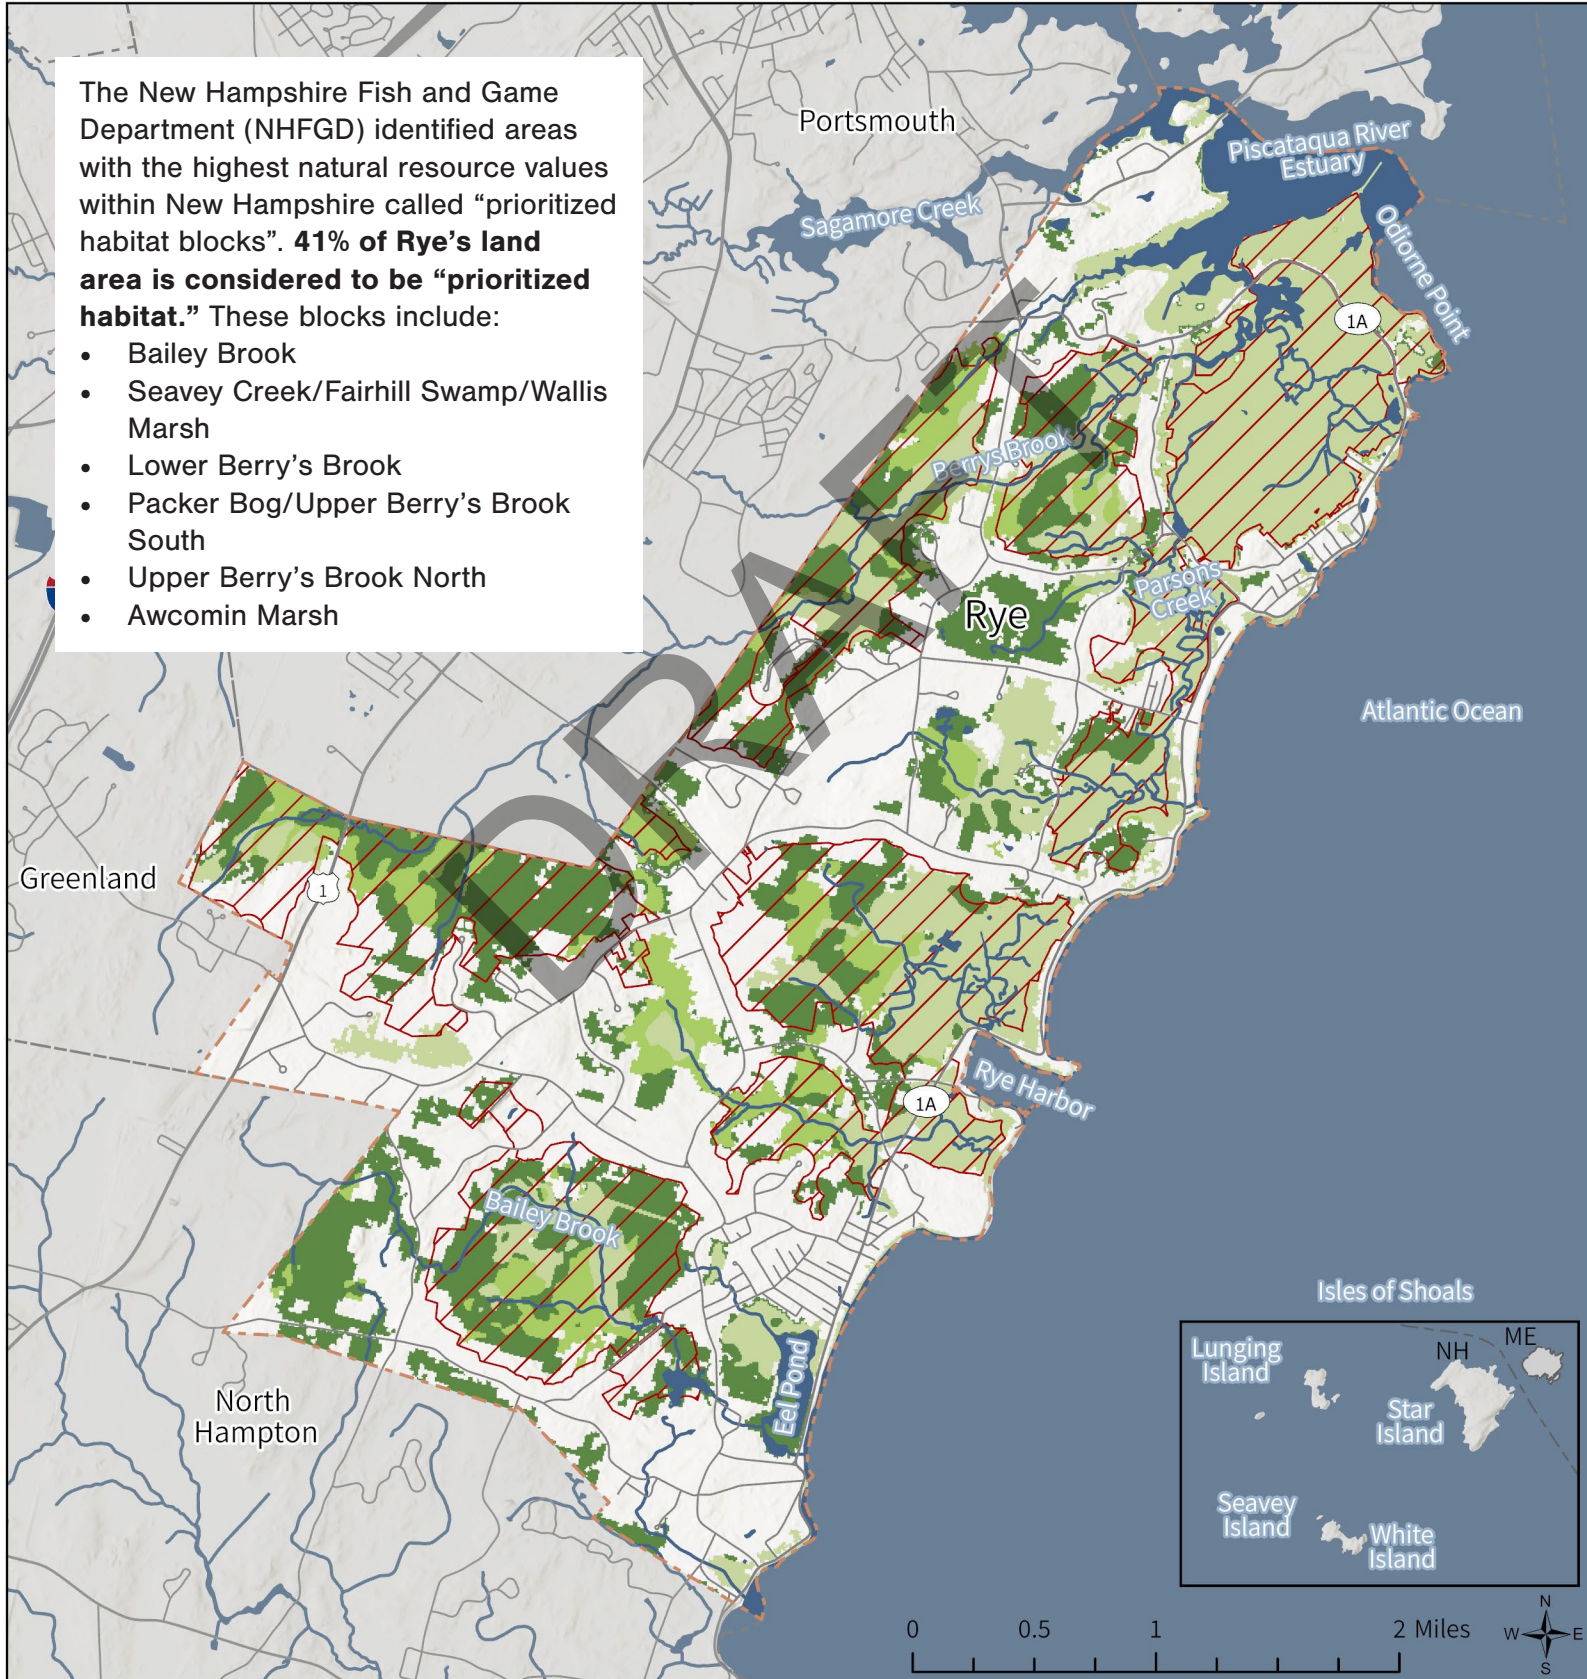 The New Hampshire Fish and Game
Department (NHFGD) identified areas
with the highest natural resource values
within New Hampshire called “prioritized
habitat blocks”. 41% of Rye’s land
area is considered to be “prioritized
habitat.” These blocks include:
• Bailey Brook
• Seavey Creek/Fairhill Swamp/Wallis
Marsh
• Lower Berry’s Brook
• Packer Bog/Upper Berry’s Brook
South
• Upper Berry’s Brook North
• Awcomin Marsh
Portsmouth
Piscataqua River
Estuary
Sagamore Creek
Odiorne Point
1A
Berrys Brook
Parsons
Creek
Rye
Atlantic Ocean
DRAFT
Greenland
1
Rye Harbor
1A
Bailey Brook
Eel Pond
North
Hampton
Isles of Shoals
Lunging
Island
NH
ME
Star
Island
Seavey
Island
White
Island
0
0.5
1
2 Miles
N
W
E
S